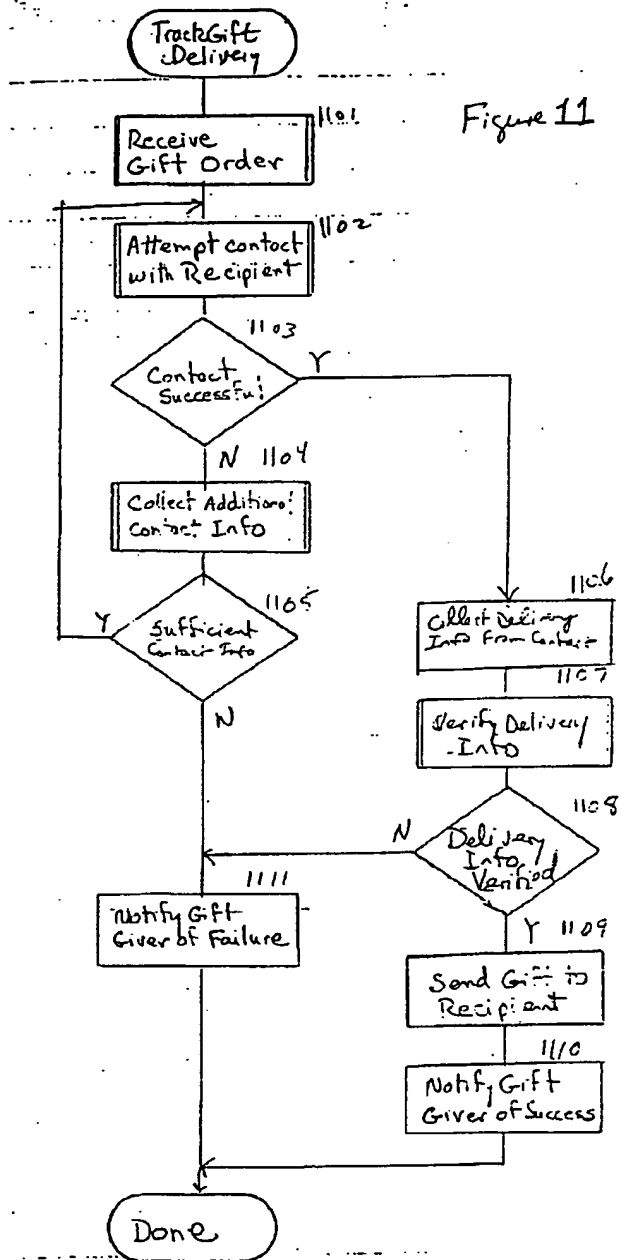 TrackGift
Delivery
1101
Figure 11
Receive
Gift Order
1102
Attempt contact
with Recipient
1103
Contact
Successful
Y
N 1104
Collect Additional
Contact Info
1105
Sufficient
Contact Info
Y
N
1106
Collect Delivery
Info From Contact
1107
Verify Delivery
Info
1108
Delivery
Info
Verified
N
Y 1109
1111
Notify Gift
Giver of Failure
Send Gift to
Recipient
1110
Notify Gift
Giver of Success
Done